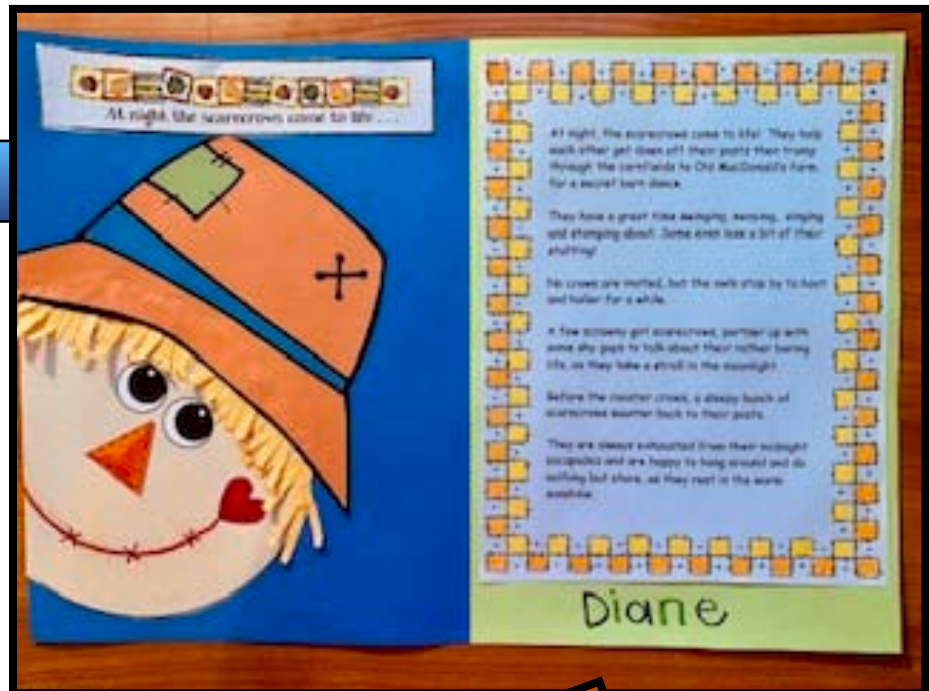 At night, the scarecrows come to life . . .
At night, the scarecrows come to life! They help
each other get down off their posts then tramp
through the cornfields to Old MacDonald's farm,
for a secret barn dance.
They have a great time swinging, swaying, singing
and stomping about. Some even lose a bit of their
stuffing!
No crows are invited, but the owls stop by to hoot
and holler for a while.
A few scrawny girl scarecrows, partner up with
some shy guys to talk about their rather boring
life, as they take a stroll in the moonlight.
Before the rooster crows, a sleepy bunch of
scarecrows saunter back to their posts.
They are always exhausted from their midnight
escapades and are happy to hang around and do
nothing but stare, as they rest in the warm
sunshine.
Diane